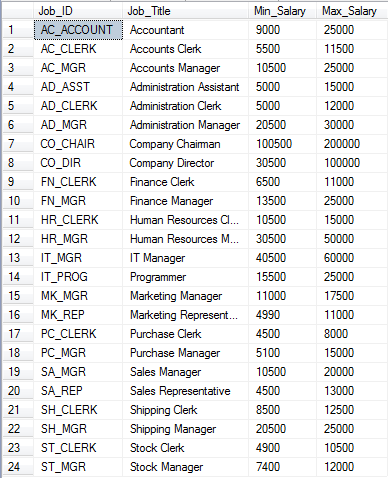 Job_ID Job_Title Min_Salary Max_Salary
1 AC_ACCOUNT Accountant 9000 25000
2 AC_CLERK Accounts Clerk 5500 11500
3 AC_MGR Accounts Manager 10500 25000
4 AD_ASST Administration Assistant 5000 15000
5 AD_CLERK Administration Clerk 5000 12000
6 AD_MGR Administration Manager 20500 30000
7 CO_CHAIR Company Chairman 100500 200000
8 CO_DIR Company Director 30500 100000
9 FN_CLERK Finance Clerk 6500 11000
10 FN_MGR Finance Manager 13500 25000
11 HR_CLERK Human Resources Cl... 10500 15000
12 HR_MGR Human Resources M... 30500 50000
13 IT_MGR IT Manager 40500 60000
14 IT_PROG Programmer 15500 25000
15 MK_MGR Marketing Manager 11000 17500
16 MK_REP Marketing Represent... 4990 11000
17 PC_CLERK Purchase Clerk 4500 8000
18 PC_MGR Purchase Manager 5100 15000
19 SA_MGR Sales Manager 10500 20000
20 SA_REP Sales Representative 4500 13000
21 SH_CLERK Shipping Clerk 8500 12500
22 SH_MGR Shipping Manager 20500 25000
23 ST_CLERK Stock Clerk 4900 10500
24 ST_MGR Stock Manager 7400 12000